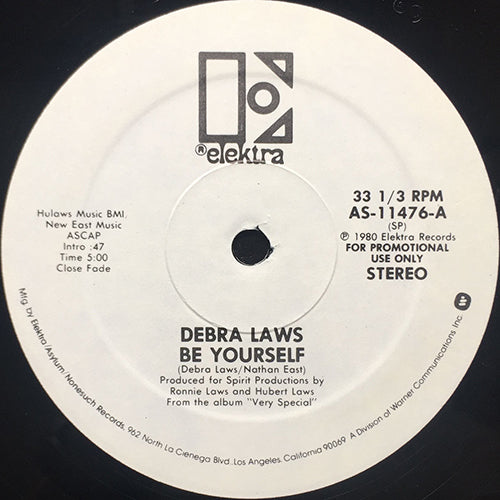 ® elektra
Hulaws Music BMI,
New East Music
ASCAP
Intro :47
Time 5:00
Close Fade
33 1/3 RPM
AS-11476-A
(SP)
℗ 1980 Elektra Records
FOR PROMOTIONAL
USE ONLY
STEREO
DEBRA LAWS
BE YOURSELF
(Debra Laws/Nathan East)
Produced for Spirit Productions by
Ronnie Laws and Hubert Laws
From the album "Very Special"
Mfg by Elektra/Asylum/Nonesuch Records, 962 North La Cienega Blvd., Los Angeles, California 90069 A Division of Warner Communications Inc